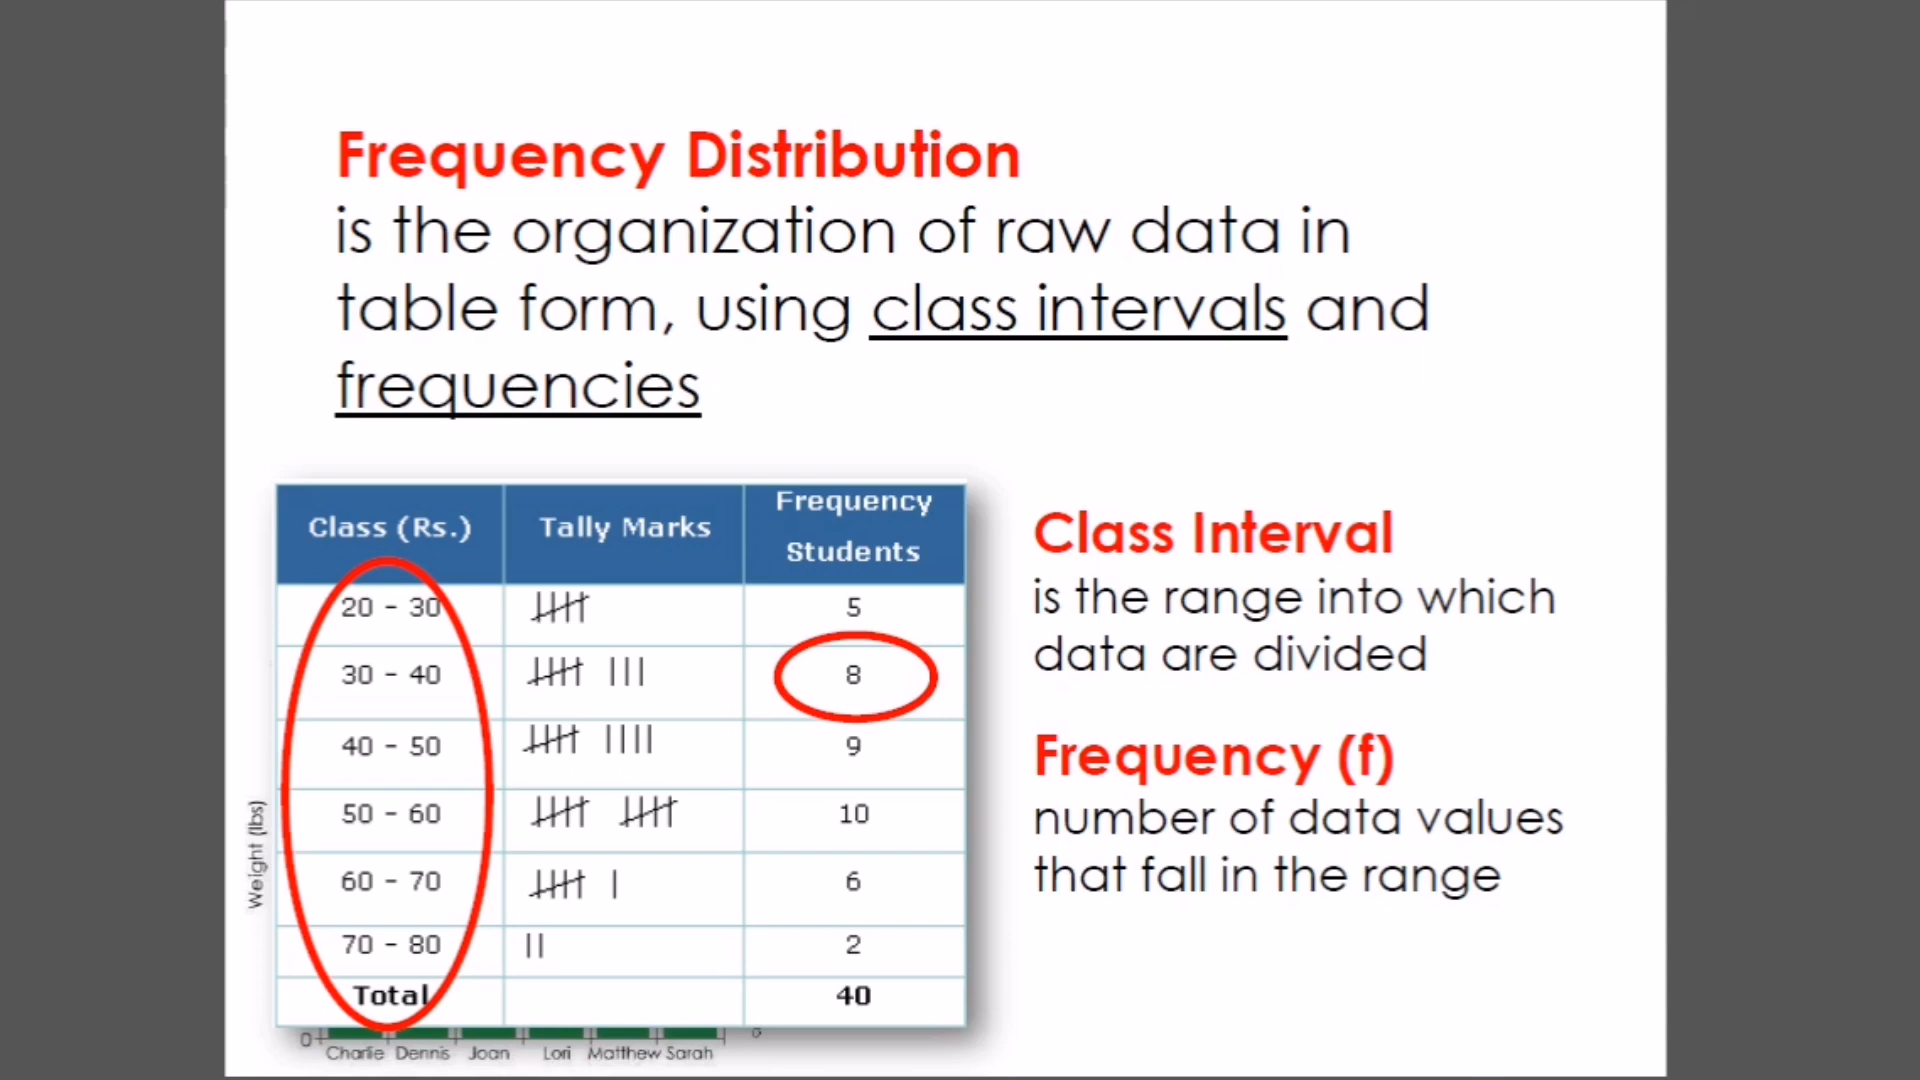 Frequency Distribution
is the organization of raw data in
table form, using class intervals and
frequencies
Class (Rs.) Tally Marks Frequency Students
20 - 30 5
30 - 40 8
40 - 50 9
50 - 60 10
60 - 70 6
70 - 80 2
Total 40
Class Interval
is the range into which
data are divided
Frequency (f)
number of data values
that fall in the range
Weight (lbs)
0
Charlie Dennis Joan Lori Matthew Sarah